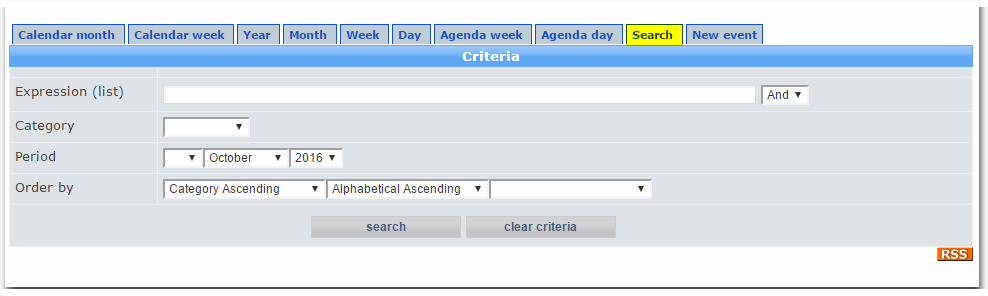 Calendar month Calendar week Year Month Week Day Agenda week Agenda day Search New event
Criteria
Expression (list) And
Category
Period October 2016
Order by Category Ascending Alphabetical Ascending
search clear criteria
RSS